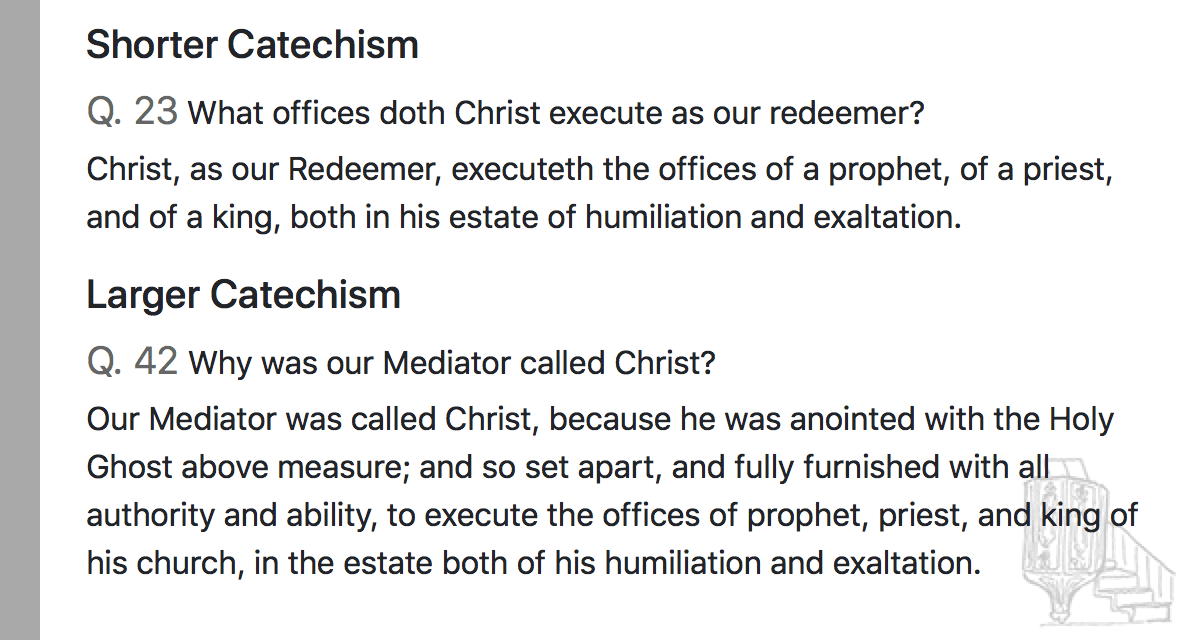 Shorter Catechism
Q. 23 What offices doth Christ execute as our redeemer?
Christ, as our Redeemer, executeth the offices of a prophet, of a priest,
and of a king, both in his estate of humiliation and exaltation.
Larger Catechism
Q. 42 Why was our Mediator called Christ?
Our Mediator was called Christ, because he was anointed with the Holy
Ghost above measure; and so set apart, and fully furnished with all
authority and ability, to execute the offices of prophet, priest, and king of
his church, in the estate both of his humiliation and exaltation.